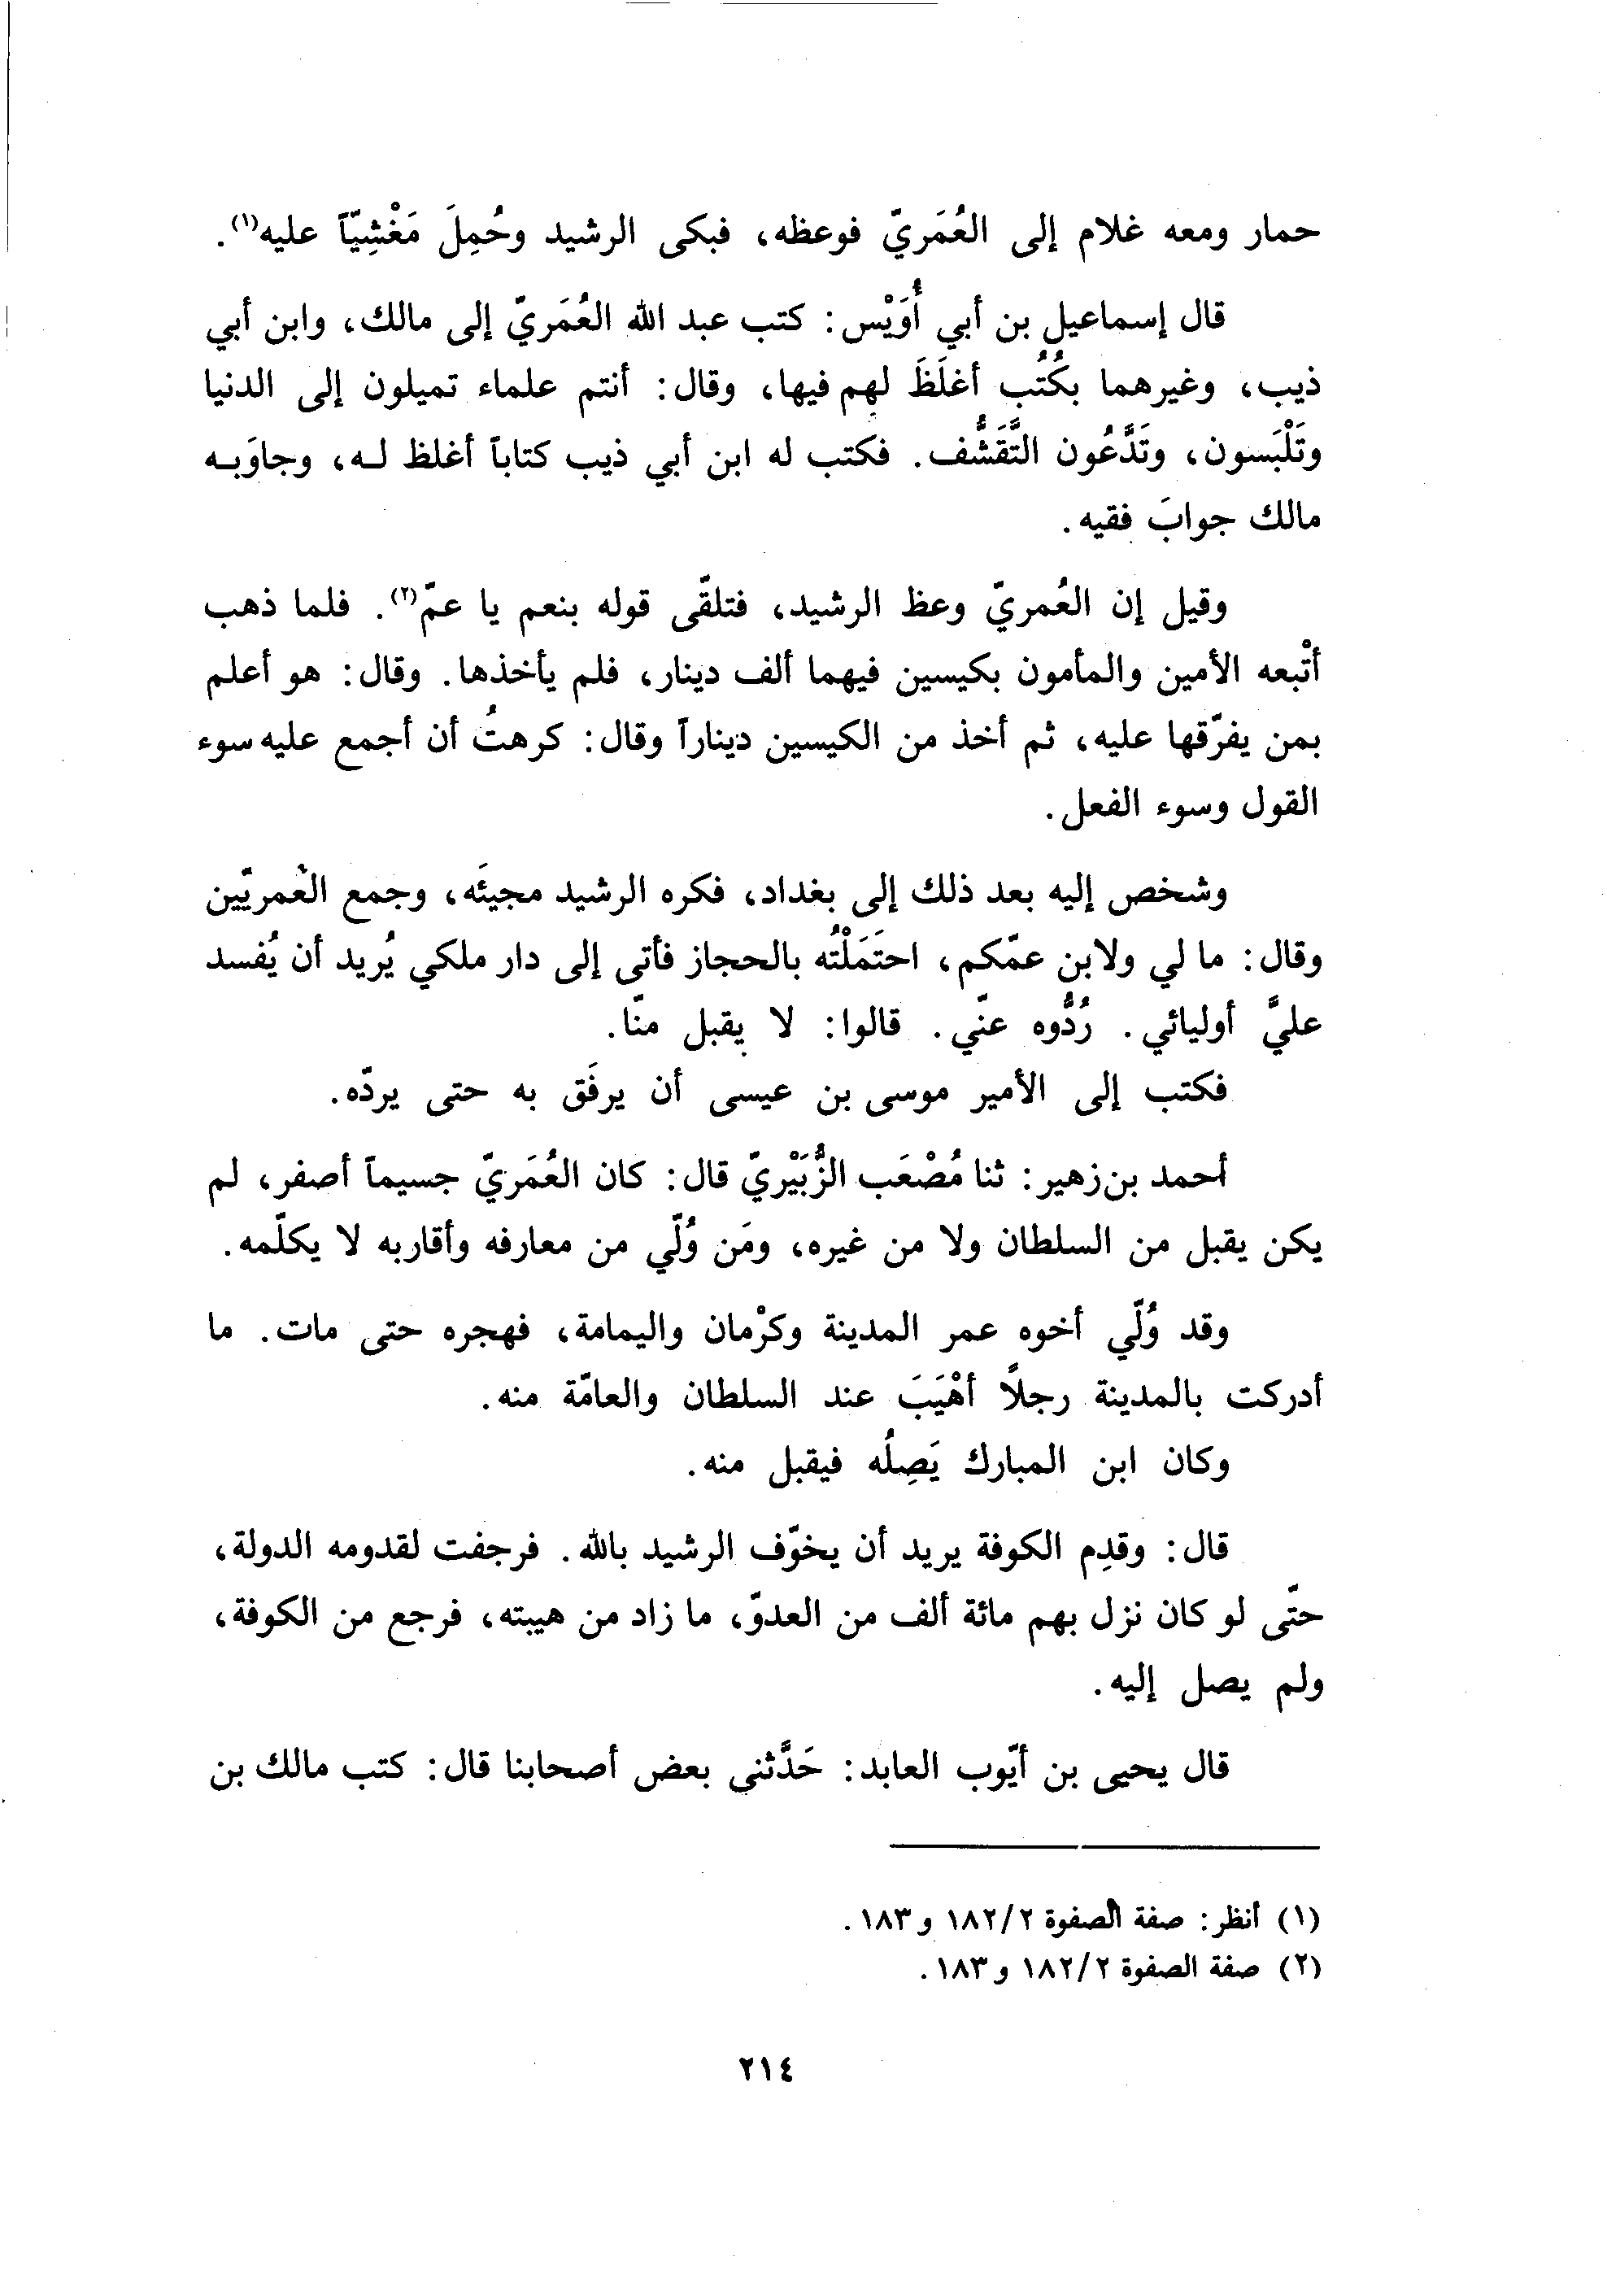 حمار ومعه غلام إلى العُمَريّ فوعظه، فبكى الرشيد وحُمِلَ مَغْشِيّاً عليه(١).
قال إسماعيل بن أبي أُوَيْس: كتب عبد الله العُمَريّ إلى مالك، وابن أبي
ذيب، وغيرهما بكُتُب أغلَظَ لهم فيها، وقال: أنتم علماء تميلون إلى الدنيا
وتَلْبَسون، وتَدَّعُون التَّقَشُّف. فكتب له ابن أبي ذيب كتاباً أغلظ لـه، وجاوَبـه
مالك جوابَ فقيه.
وقيل إن العُمريّ وعظ الرشيد، فتلقّى قوله بنعم يا عمّ(٢). فلما ذهب
أتْبعه الأمين والمأمون بكيسين فيهما ألف دينار، فلم يأخذها. وقال: هو أعلم
بمن يفرّقها عليه، ثم أخذ من الكيسين ديناراً وقال: كرهتُ أن أجمع عليه سوء
القول وسوء الفعل.
وشخص إليه بعد ذلك إلى بغداد، فكره الرشيد مجيئَه، وجمع العُمريّين
وقال: ما لي ولابن عمّكم، احتَمَلْتُه بالحجاز فأتى إلى دار ملكي يُريد أن يُفسد
عليَّ أوليائي. رُدُّوه عنّي. قالوا: لا يقبل منّا.
فكتب إلى الأمير موسى بن عيسى أن يرفَق به حتى يردّه.
أحمد بن زهير: ثنا مُصْعَب الزُّبَيْريّ قال: كان العُمَريّ جسيماً أصفر، لم
يكن يقبل من السلطان ولا من غيره، ومَن وُلّي من معارفه وأقاربه لا يكلّمه.
وقد وُلّي أخوه عمر المدينة وكرْمان واليمامة، فهجره حتى مات. ما
أدركت بالمدينة رجلاً أهْيَبَ عند السلطان والعامّة منه.
وكان ابن المبارك يَصِلُه فيقبل منه.
قال: وقدِم الكوفة يريد أن يخوّف الرشيد بالله. فرجفت لقدومه الدولة،
حتّى لو كان نزل بهم مائة ألف من العدوّ، ما زاد من هيبته، فرجع من الكوفة،
ولم يصل إليه.
قال يحيى بن أيّوب العابد: حَدَّثني بعض أصحابنا قال: كتب مالك بن
(١) أنظر: صفة الصفوة ١٨٢/٢ و ١٨٣.
(٢) صفة الصفوة ١٨٢/٢ و ١٨٣.
٢١٤